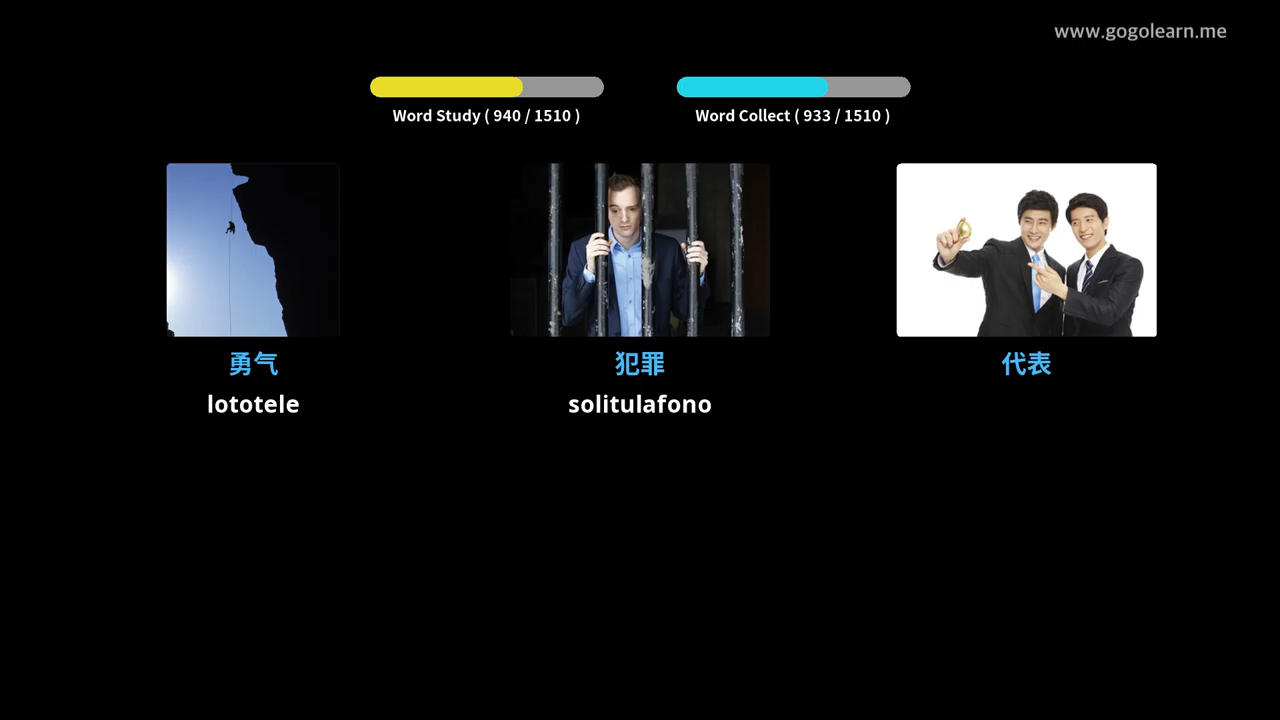 www.gogolearn.me
Word Study ( 940 / 1510 )
Word Collect ( 933 / 1510 )
勇气
犯罪
代表
lototele
solitulafono